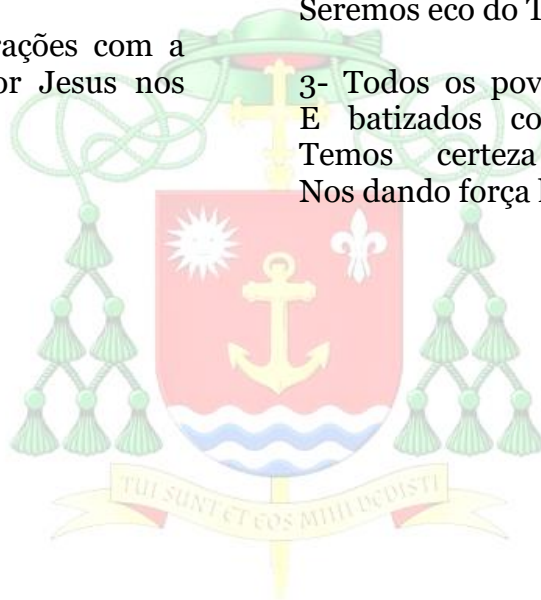 rações com a
or Jesus nos
Seremos eco do T
3- Todos os pov
E batizados co
Temos certeza
Nos dando força
TUI SUNT ET EOS MIHI DEDISTI